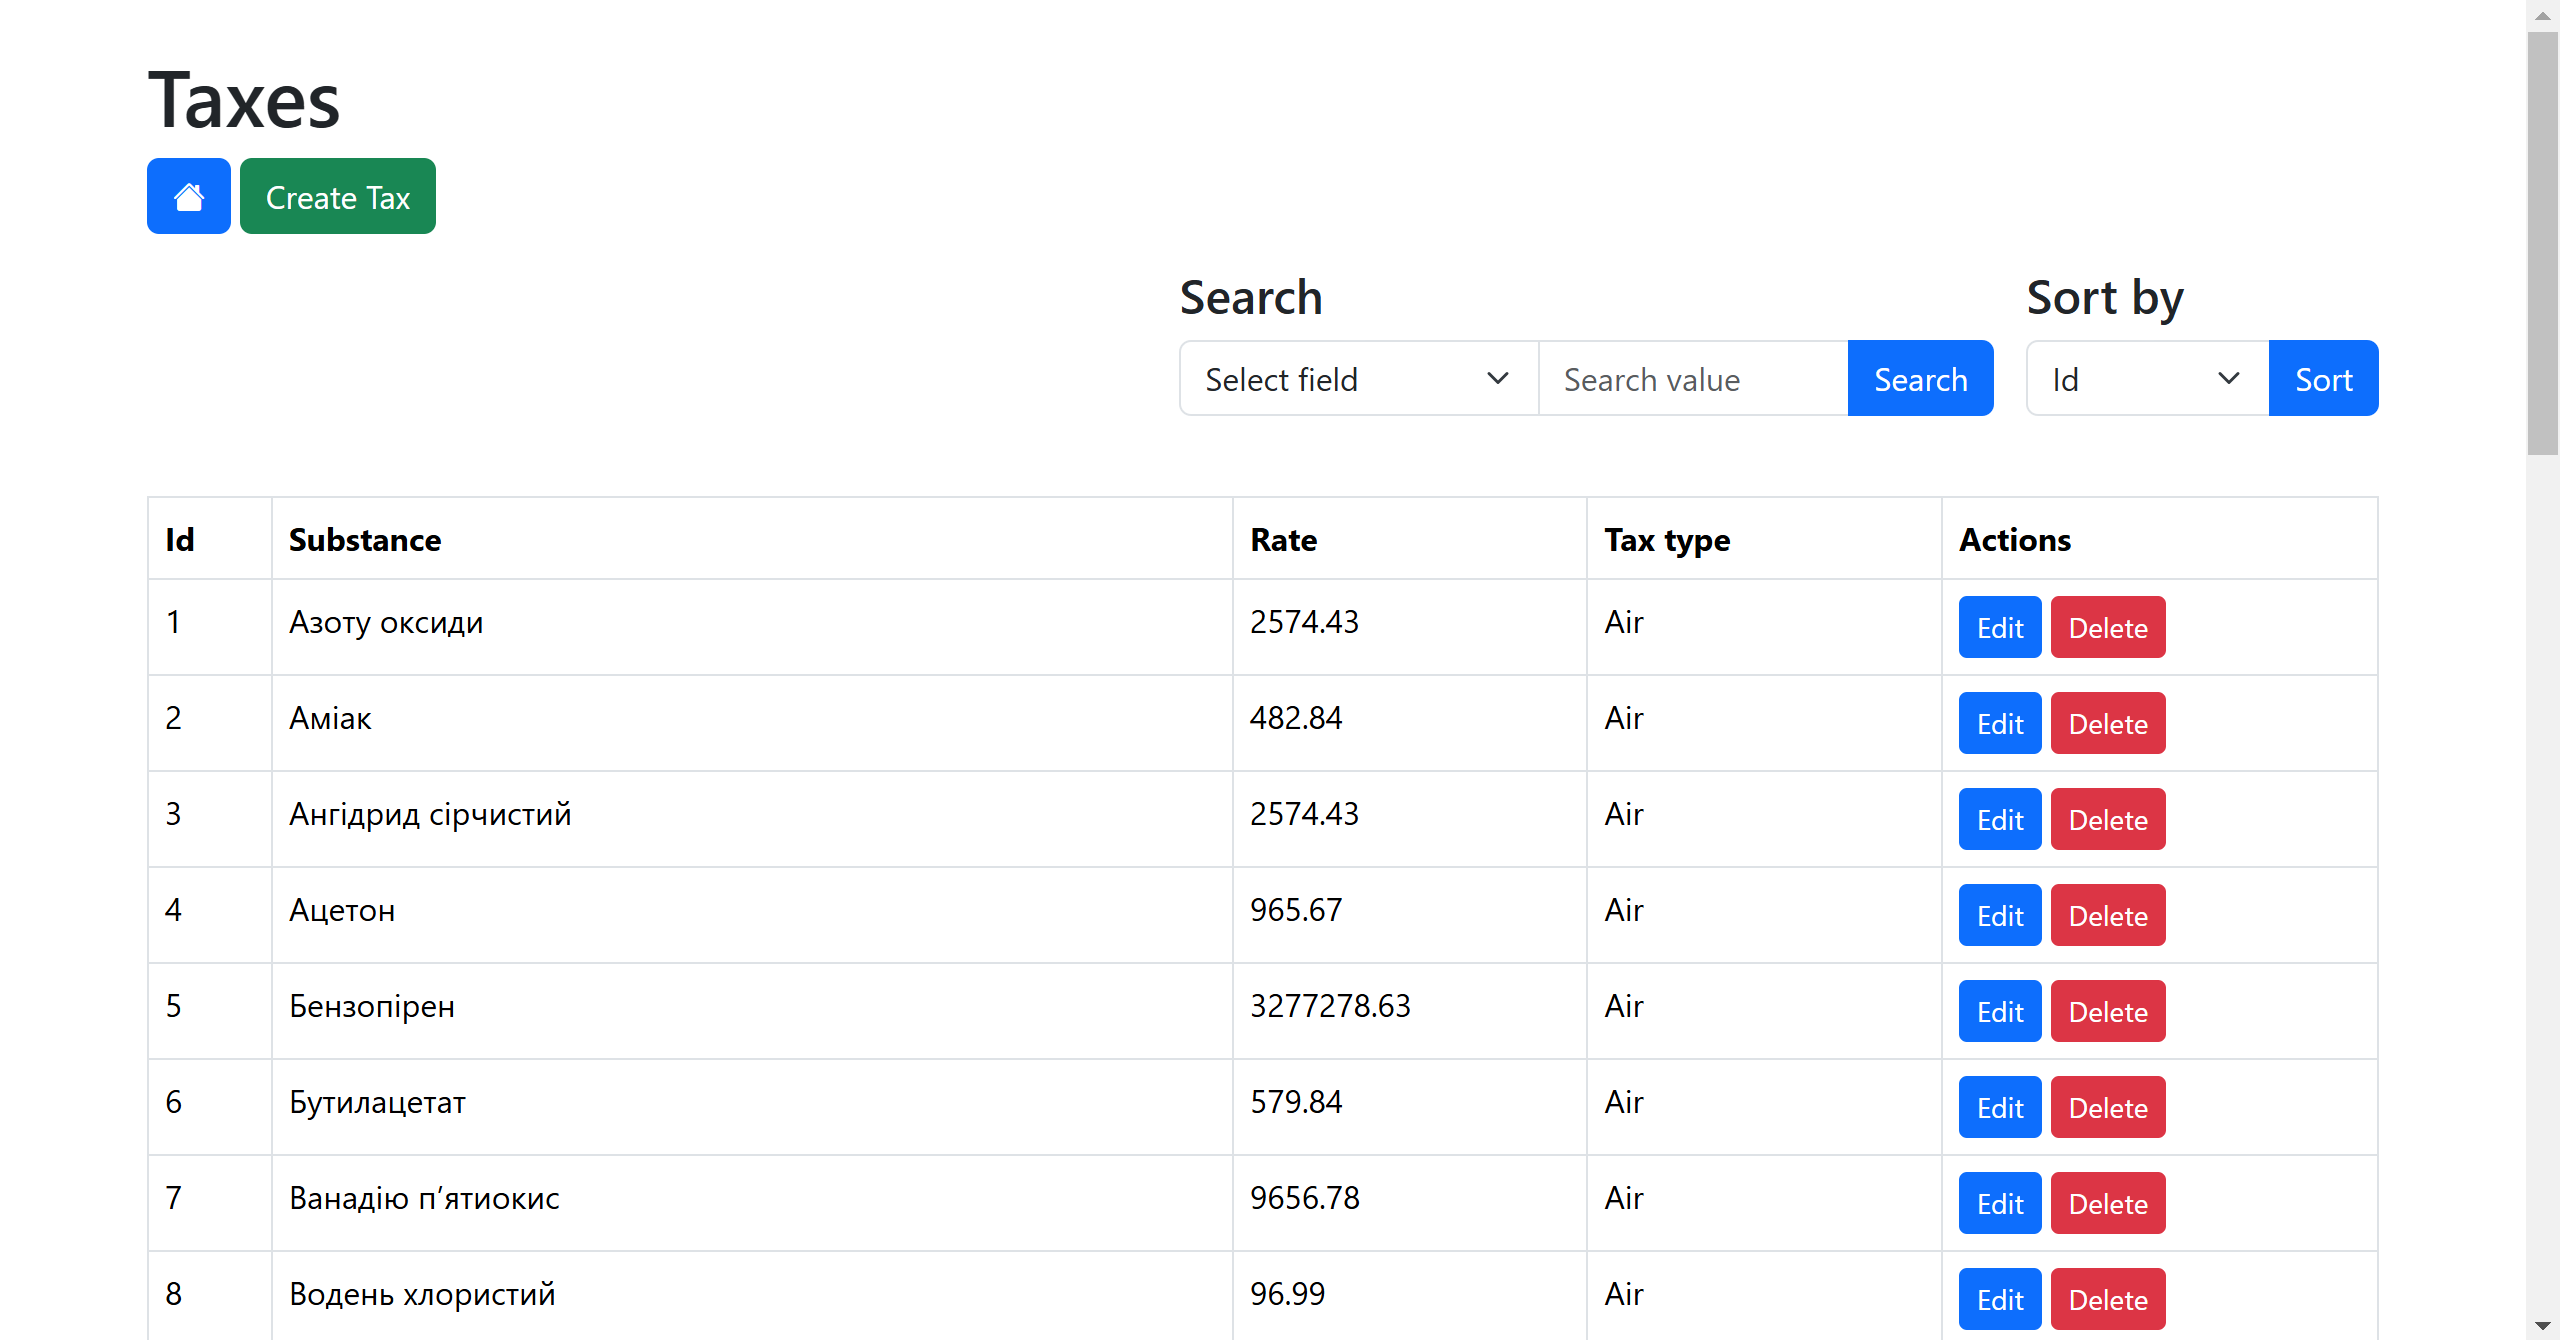 Taxes
Create Tax
Search Sort by
Select field Search value Search Id Sort
Id Substance Rate Tax type Actions
1 Азоту оксиди 2574.43 Air Edit Delete
2 Аміак 482.84 Air Edit Delete
3 Ангідрид сірчистий 2574.43 Air Edit Delete
4 Ацетон 965.67 Air Edit Delete
5 Бензопірен 3277278.63 Air Edit Delete
6 Бутилацетат 579.84 Air Edit Delete
7 Ванадію п’ятиокис 9656.78 Air Edit Delete
8 Водень хлористий 96.99 Air Edit Delete